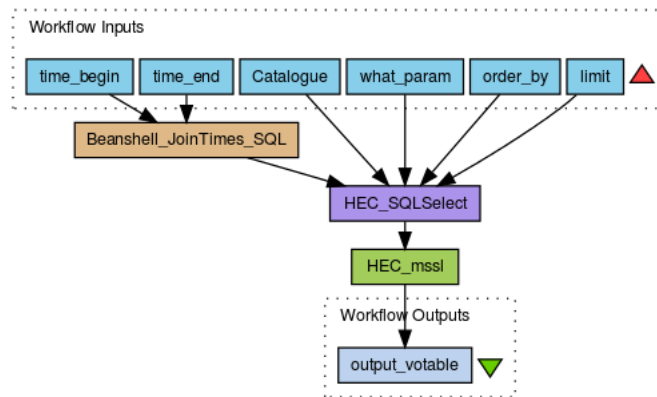 Workflow Inputs
time_begin time_end Catalogue what_param order_by limit
Beanshell_JoinTimes_SQL
HEC_SQLSelect
HEC_mssl
Workflow Outputs
output_votable